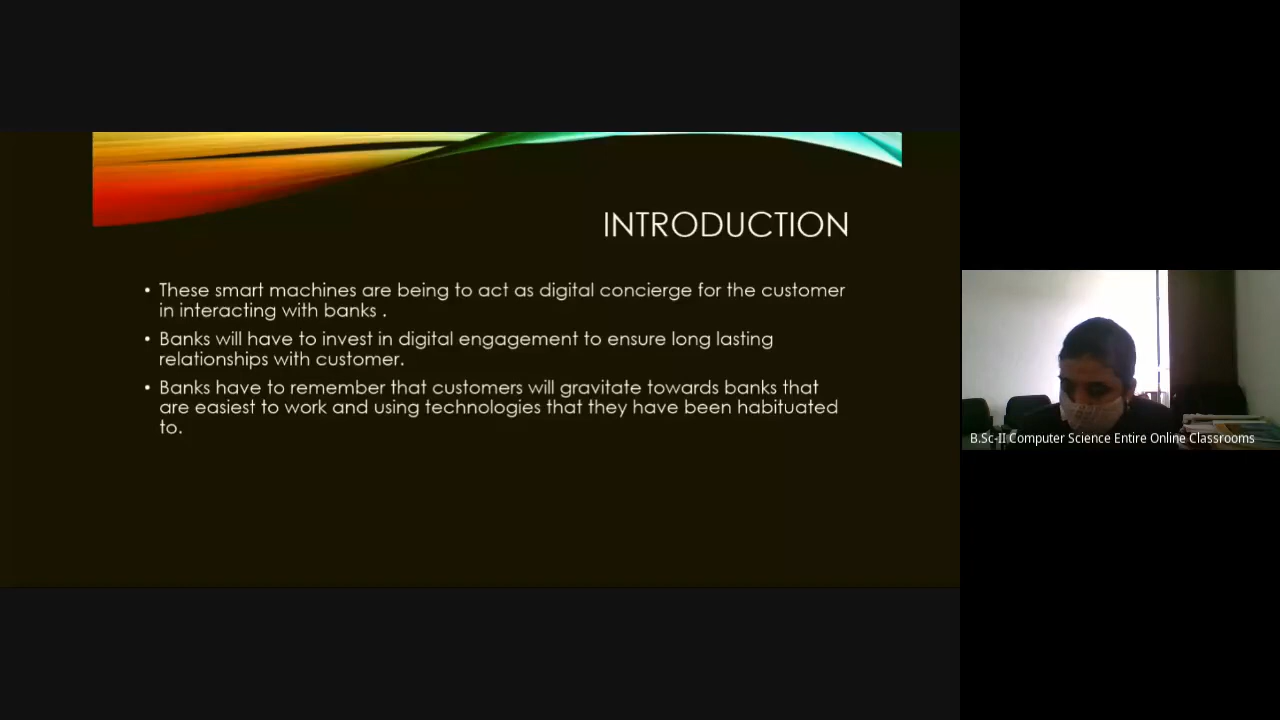 INTRODUCTION
• These smart machines are being to act as digital concierge for the customer
in interacting with banks .
• Banks will have to invest in digital engagement to ensure long lasting
relationships with customer.
• Banks have to remember that customers will gravitate towards banks that
are easiest to work and using technologies that they have been habituated
to.
B.Sc-II Computer Science Entire Online Classrooms